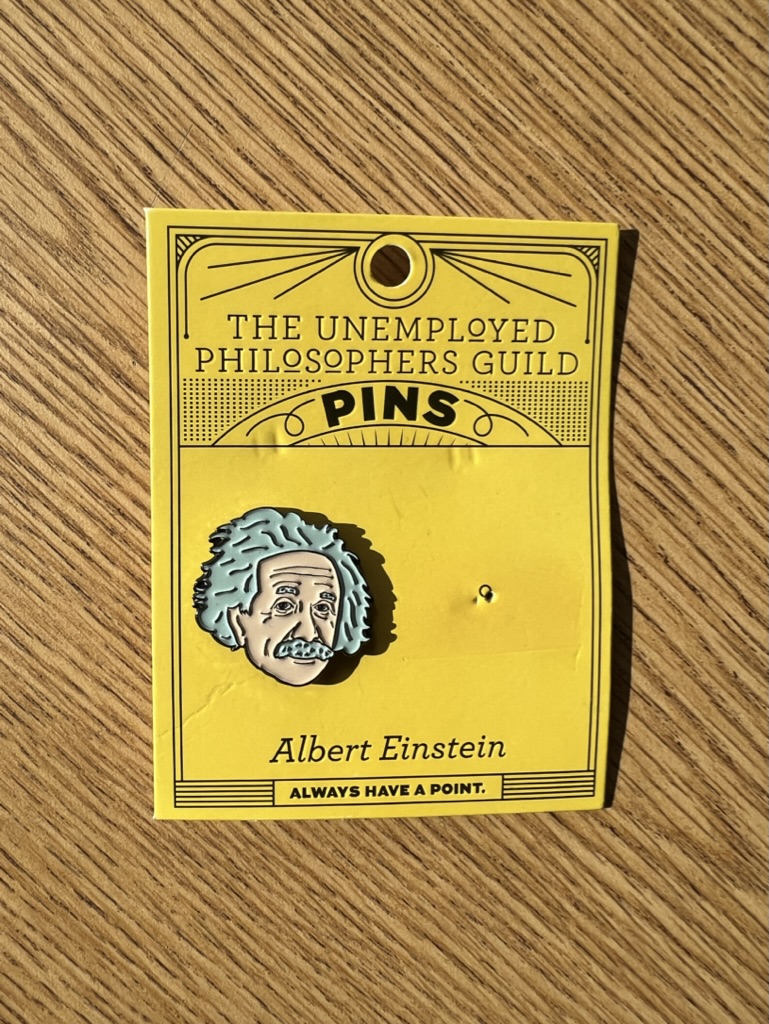 THE UNEMPLOYED
PHILOSOPHERS GUILD
PINS
Albert Einstein
ALWAYS HAVE A POINT.